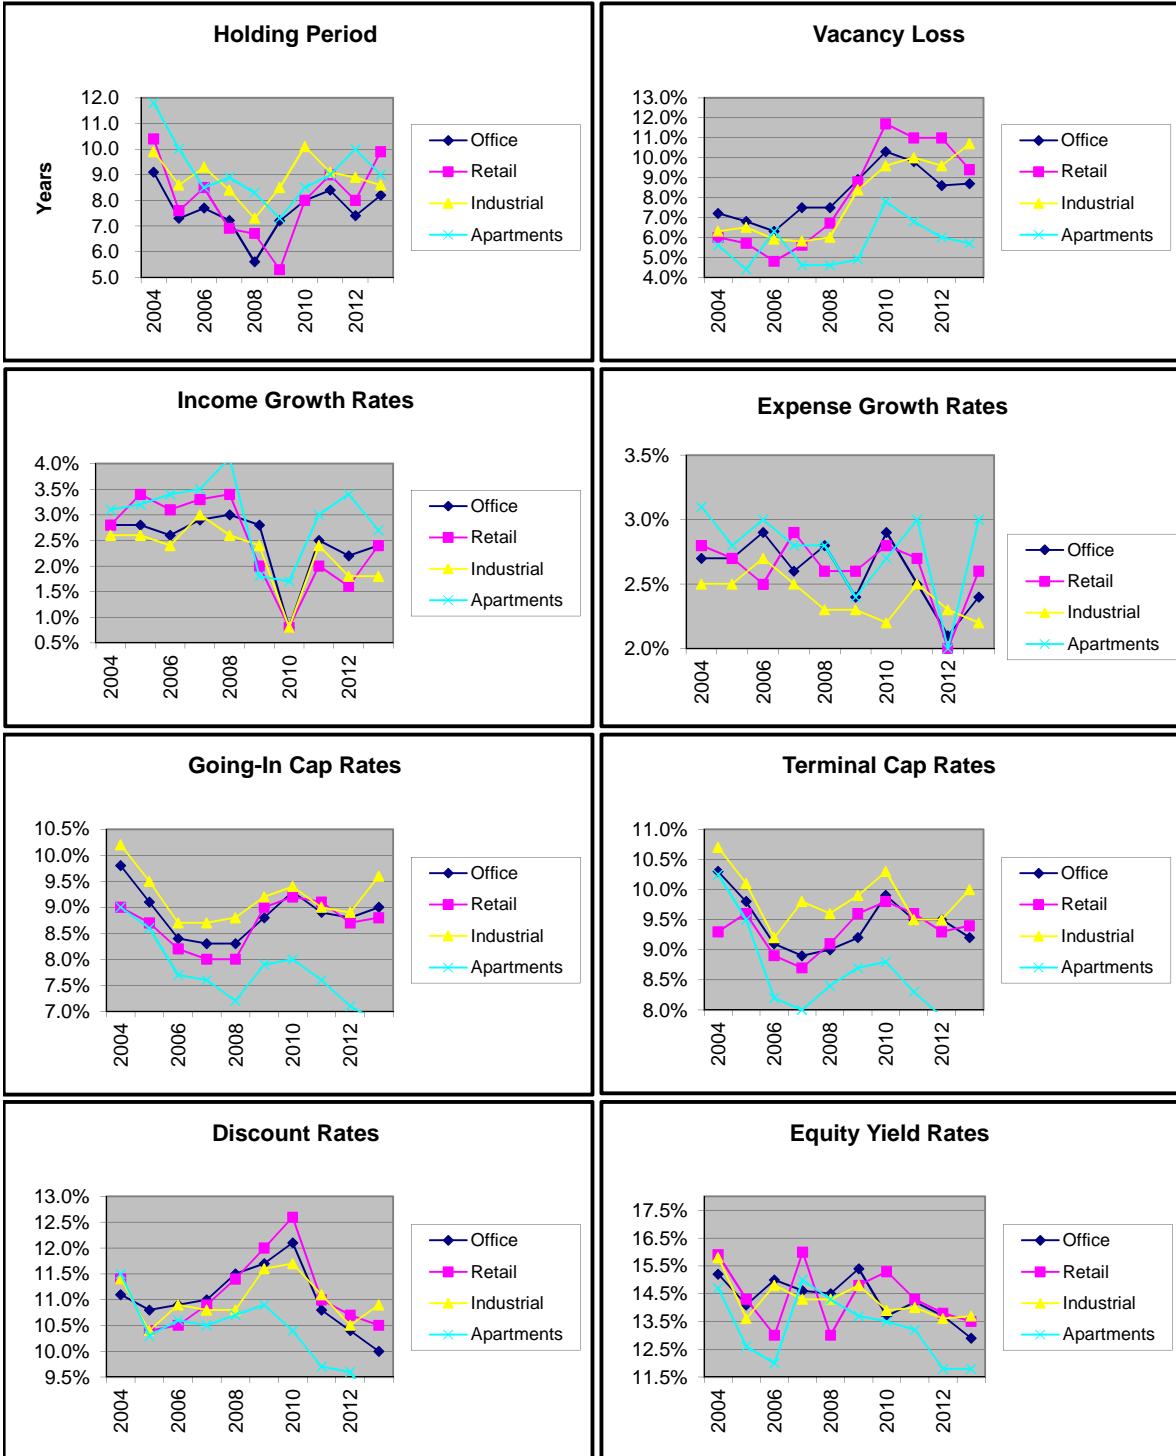 Holding Period
12.0
11.0
10.0
9.0
8.0
7.0
6.0
5.0
Years
2004
2006
2008
2010
2012
Office
Retail
Industrial
Apartments
Vacancy Loss
13.0%
12.0%
11.0%
10.0%
9.0%
8.0%
7.0%
6.0%
5.0%
4.0%
2004
2006
2008
2010
2012
Office
Retail
Industrial
Apartments
Income Growth Rates
4.0%
3.5%
3.0%
2.5%
2.0%
1.5%
1.0%
0.5%
2004
2006
2008
2010
2012
Office
Retail
Industrial
Apartments
Expense Growth Rates
3.5%
3.0%
2.5%
2.0%
2004
2006
2008
2010
2012
Office
Retail
Industrial
Apartments
Going-In Cap Rates
10.5%
10.0%
9.5%
9.0%
8.5%
8.0%
7.5%
7.0%
2004
2006
2008
2010
2012
Office
Retail
Industrial
Apartments
Terminal Cap Rates
11.0%
10.5%
10.0%
9.5%
9.0%
8.5%
8.0%
2004
2006
2008
2010
2012
Office
Retail
Industrial
Apartments
Discount Rates
13.0%
12.5%
12.0%
11.5%
11.0%
10.5%
10.0%
9.5%
2004
2006
2008
2010
2012
Office
Retail
Industrial
Apartments
Equity Yield Rates
17.5%
16.5%
15.5%
14.5%
13.5%
12.5%
11.5%
2004
2006
2008
2010
2012
Office
Retail
Industrial
Apartments